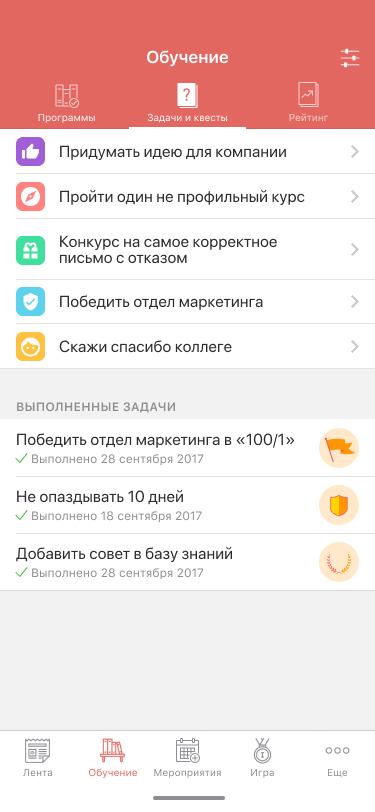 Обучение
Программы
Задачи и квесты
Рейтинг
Придумать идею для компании
Пройти один не профильный курс
Конкурс на самое корректное
письмо с отказом
Победить отдел маркетинга
Скажи спасибо коллеге
ВЫПОЛНЕННЫЕ ЗАДАЧИ
Победить отдел маркетинга в «100/1»
Выполнено 28 сентября 2017
Не опаздывать 10 дней
Выполнено 18 сентября 2017
Добавить совет в базу знаний
Выполнено 28 сентября 2017
Лента
Обучение
Мероприятия
Игра
Еще